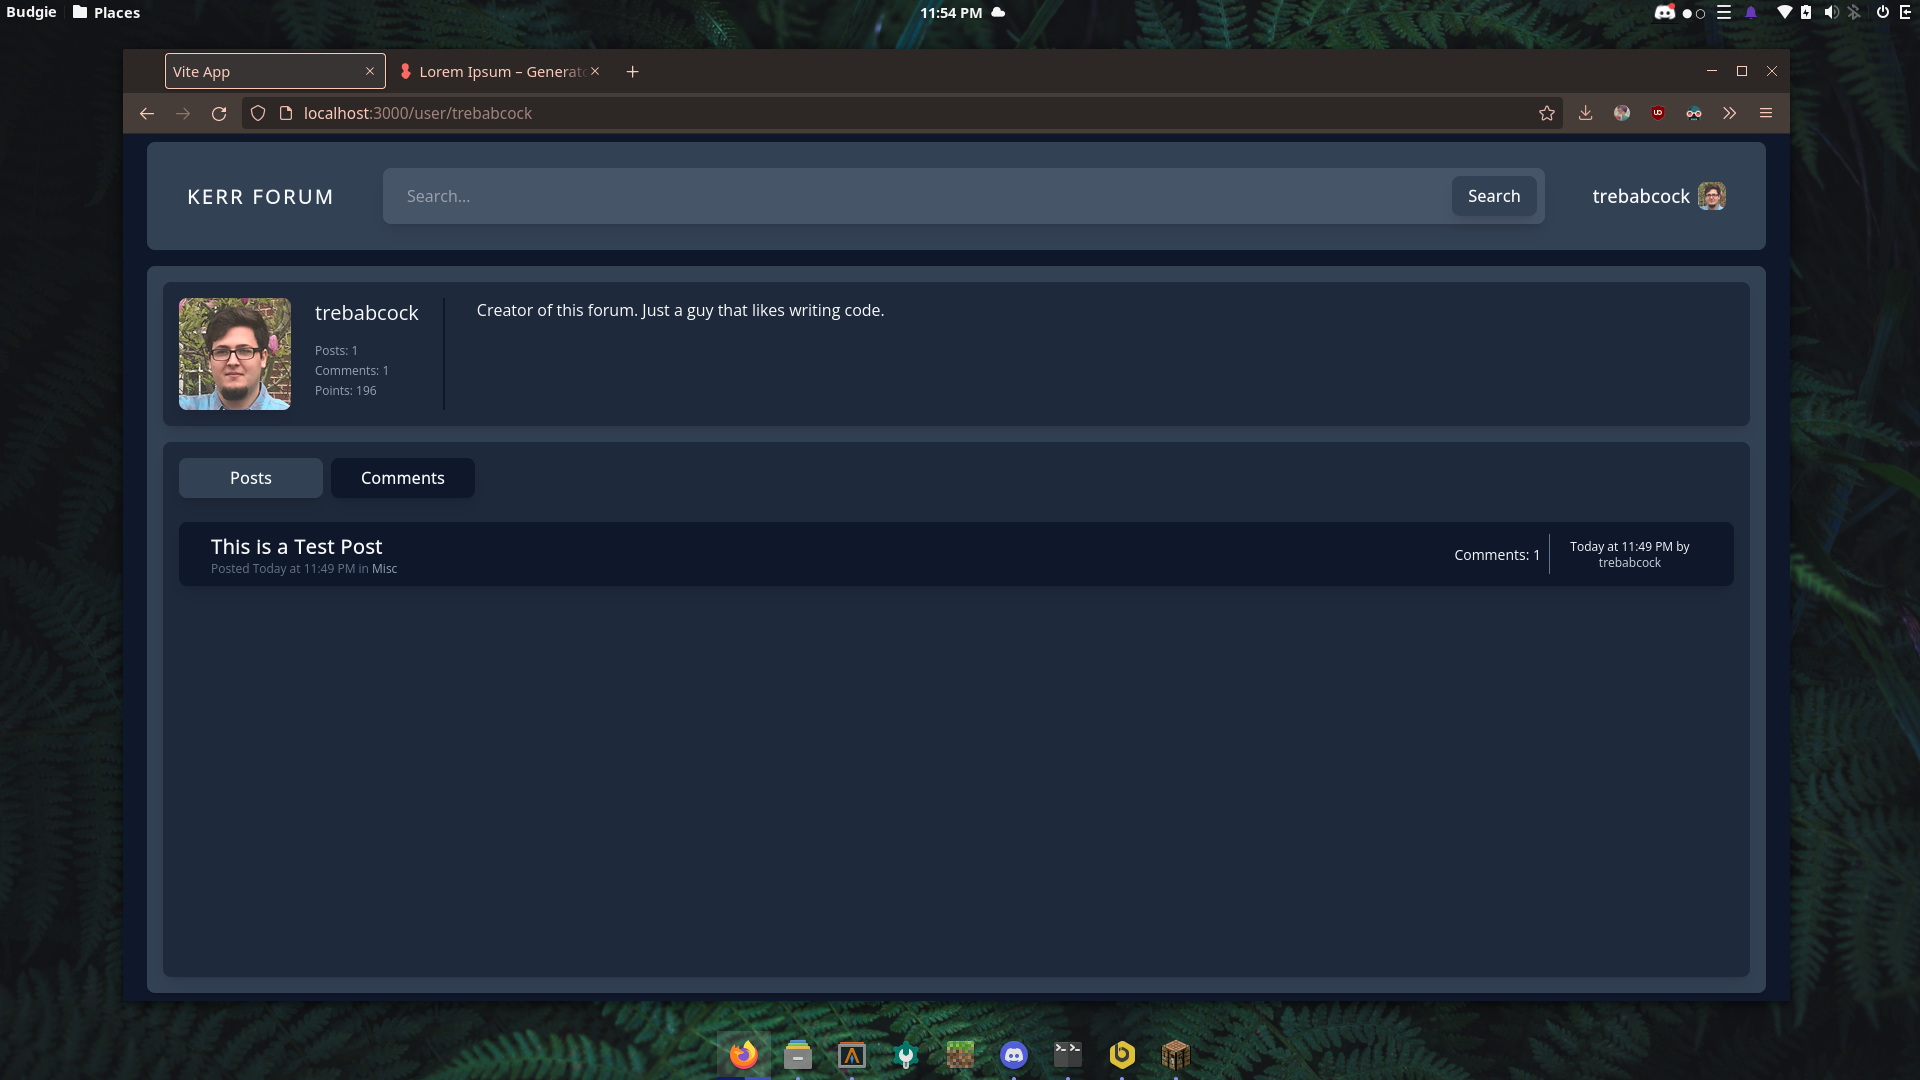 Budgie Places 11:54 PM
Vite App Lorem Ipsum – Generat
localhost:3000/user/trebabcock
KERR FORUM Search... Search trebabcock
trebabcock Creator of this forum. Just a guy that likes writing code.
Posts: 1
Comments: 1
Points: 196
Posts Comments
This is a Test Post
Posted Today at 11:49 PM in Misc
Comments: 1
Today at 11:49 PM by
trebabcock